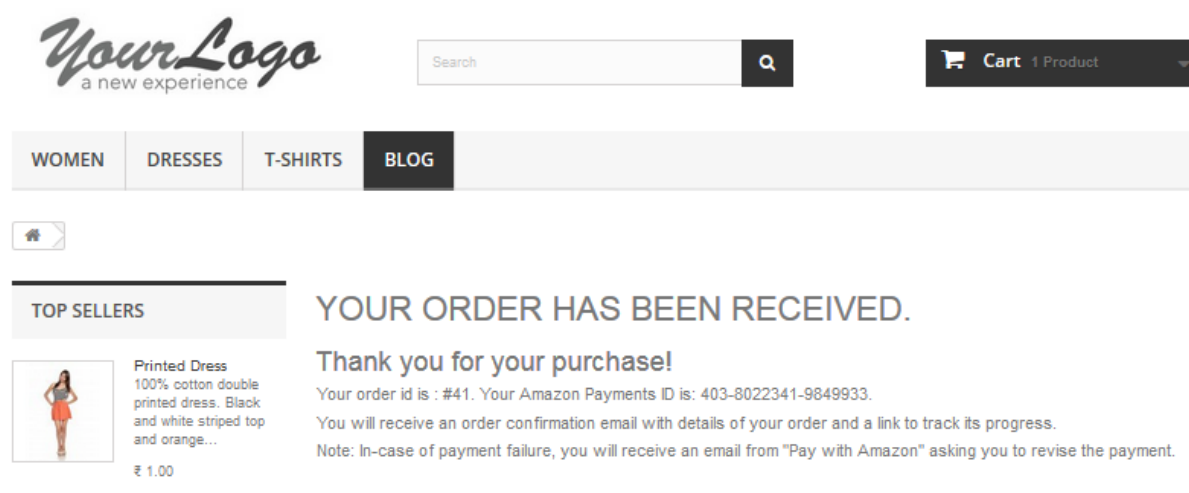 YourLogo
a new experience
Search
Cart 1 Product
WOMEN DRESSES T-SHIRTS BLOG
TOP SELLERS
Printed Dress
100% cotton double
printed dress. Black
and white striped top
and orange...
₹ 1.00
YOUR ORDER HAS BEEN RECEIVED.
Thank you for your purchase!
Your order id is : #41. Your Amazon Payments ID is: 403-8022341-9849933.
You will receive an order confirmation email with details of your order and a link to track its progress.
Note: In-case of payment failure, you will receive an email from "Pay with Amazon" asking you to revise the payment.